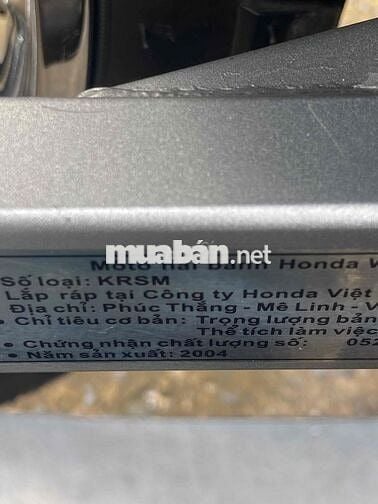 muabán.net
Môtô hai bánh Honda W
Số loại: KRSM
Lắp ráp tại Công ty Honda Việt
Địa chỉ: Phúc Thắng - Mê Linh - V
• Chỉ tiêu cơ bản: Trọng lượng bản
Thể tích làm việc
• Chứng nhận chất lượng số: 052
• Năm sản xuất: 2004